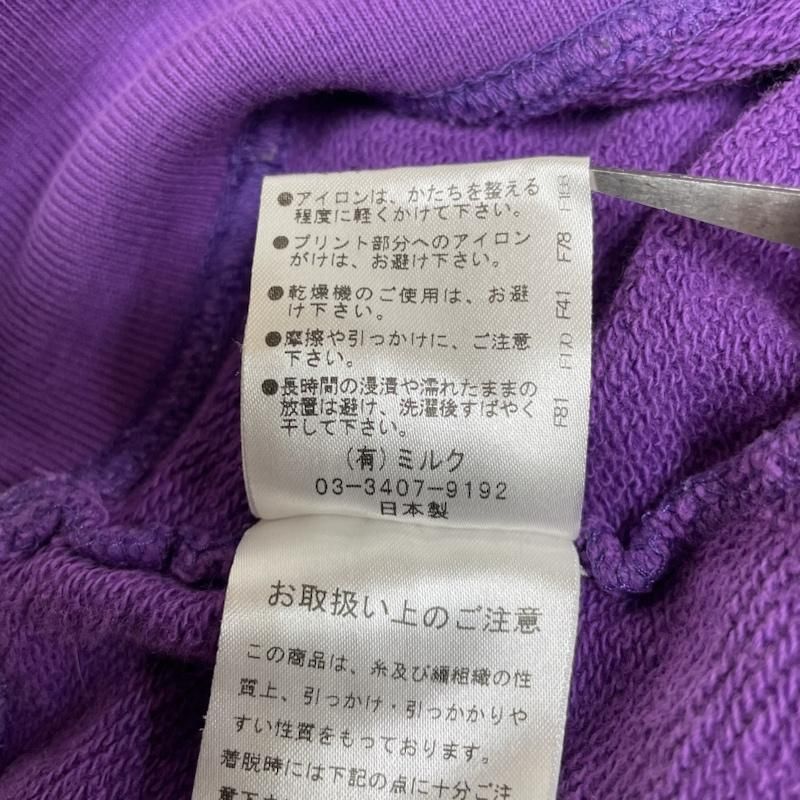 ●アイロンは、かたちを整える
程度に軽くかけて下さい。
●プリント部分へのアイロン
がけは、お避け下さい。
●乾燥機のご使用は、お避
け下さい。
●摩擦や引っかけに、ご注意
下さい。
●長時間の浸漬や濡れたままの
放置は避け、洗濯後すばやく
干して下さい。
(有)ミルク
03-3407-9192
日本製
F81 F170 F41 F78
お取扱い上のご注意
この商品は、糸及び編組織の性
質上、引っかけ・引っかかりや
すい性質をもっております。
着脱時には下記の点に十分ご注